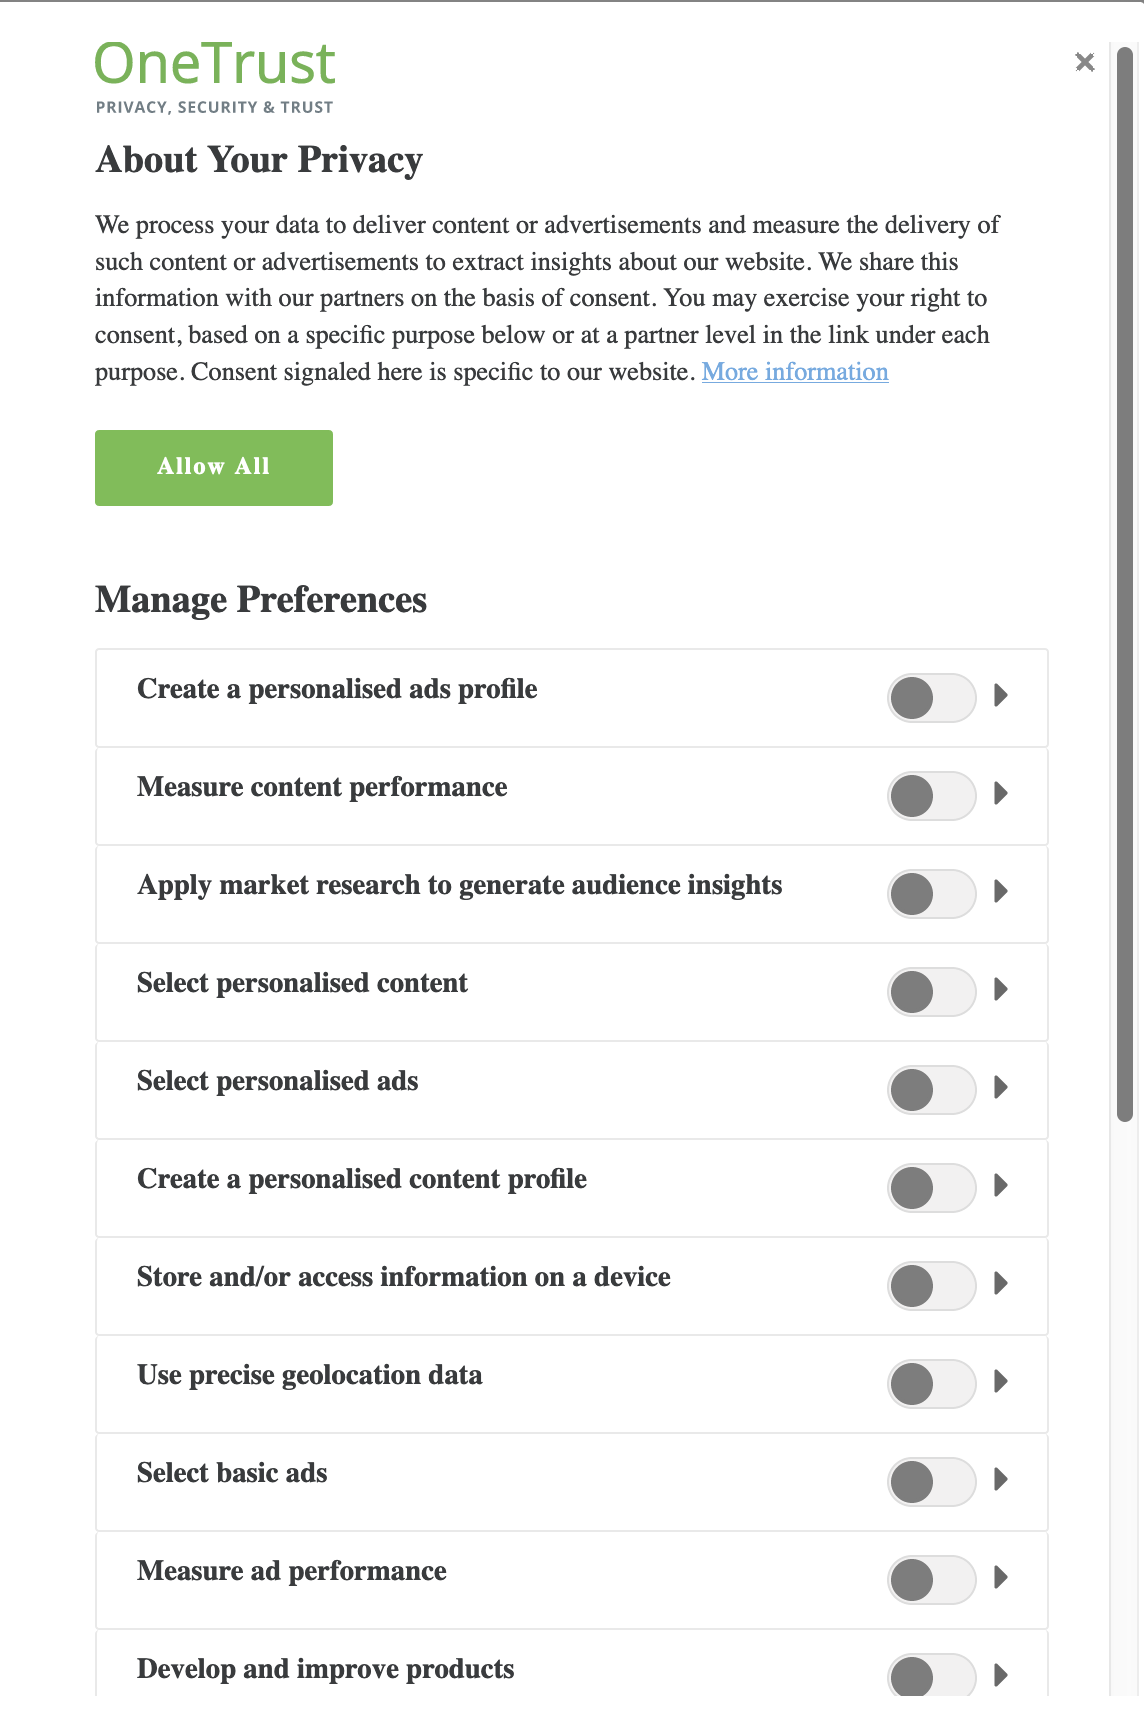 OneTrust
PRIVACY, SECURITY & TRUST
About Your Privacy
We process your data to deliver content or advertisements and measure the delivery of
such content or advertisements to extract insights about our website. We share this
information with our partners on the basis of consent. You may exercise your right to
consent, based on a specific purpose below or at a partner level in the link under each
purpose. Consent signaled here is specific to our website. More information
Allow All
Manage Preferences
Create a personalised ads profile
Measure content performance
Apply market research to generate audience insights
Select personalised content
Select personalised ads
Create a personalised content profile
Store and/or access information on a device
Use precise geolocation data
Select basic ads
Measure ad performance
Develop and improve products